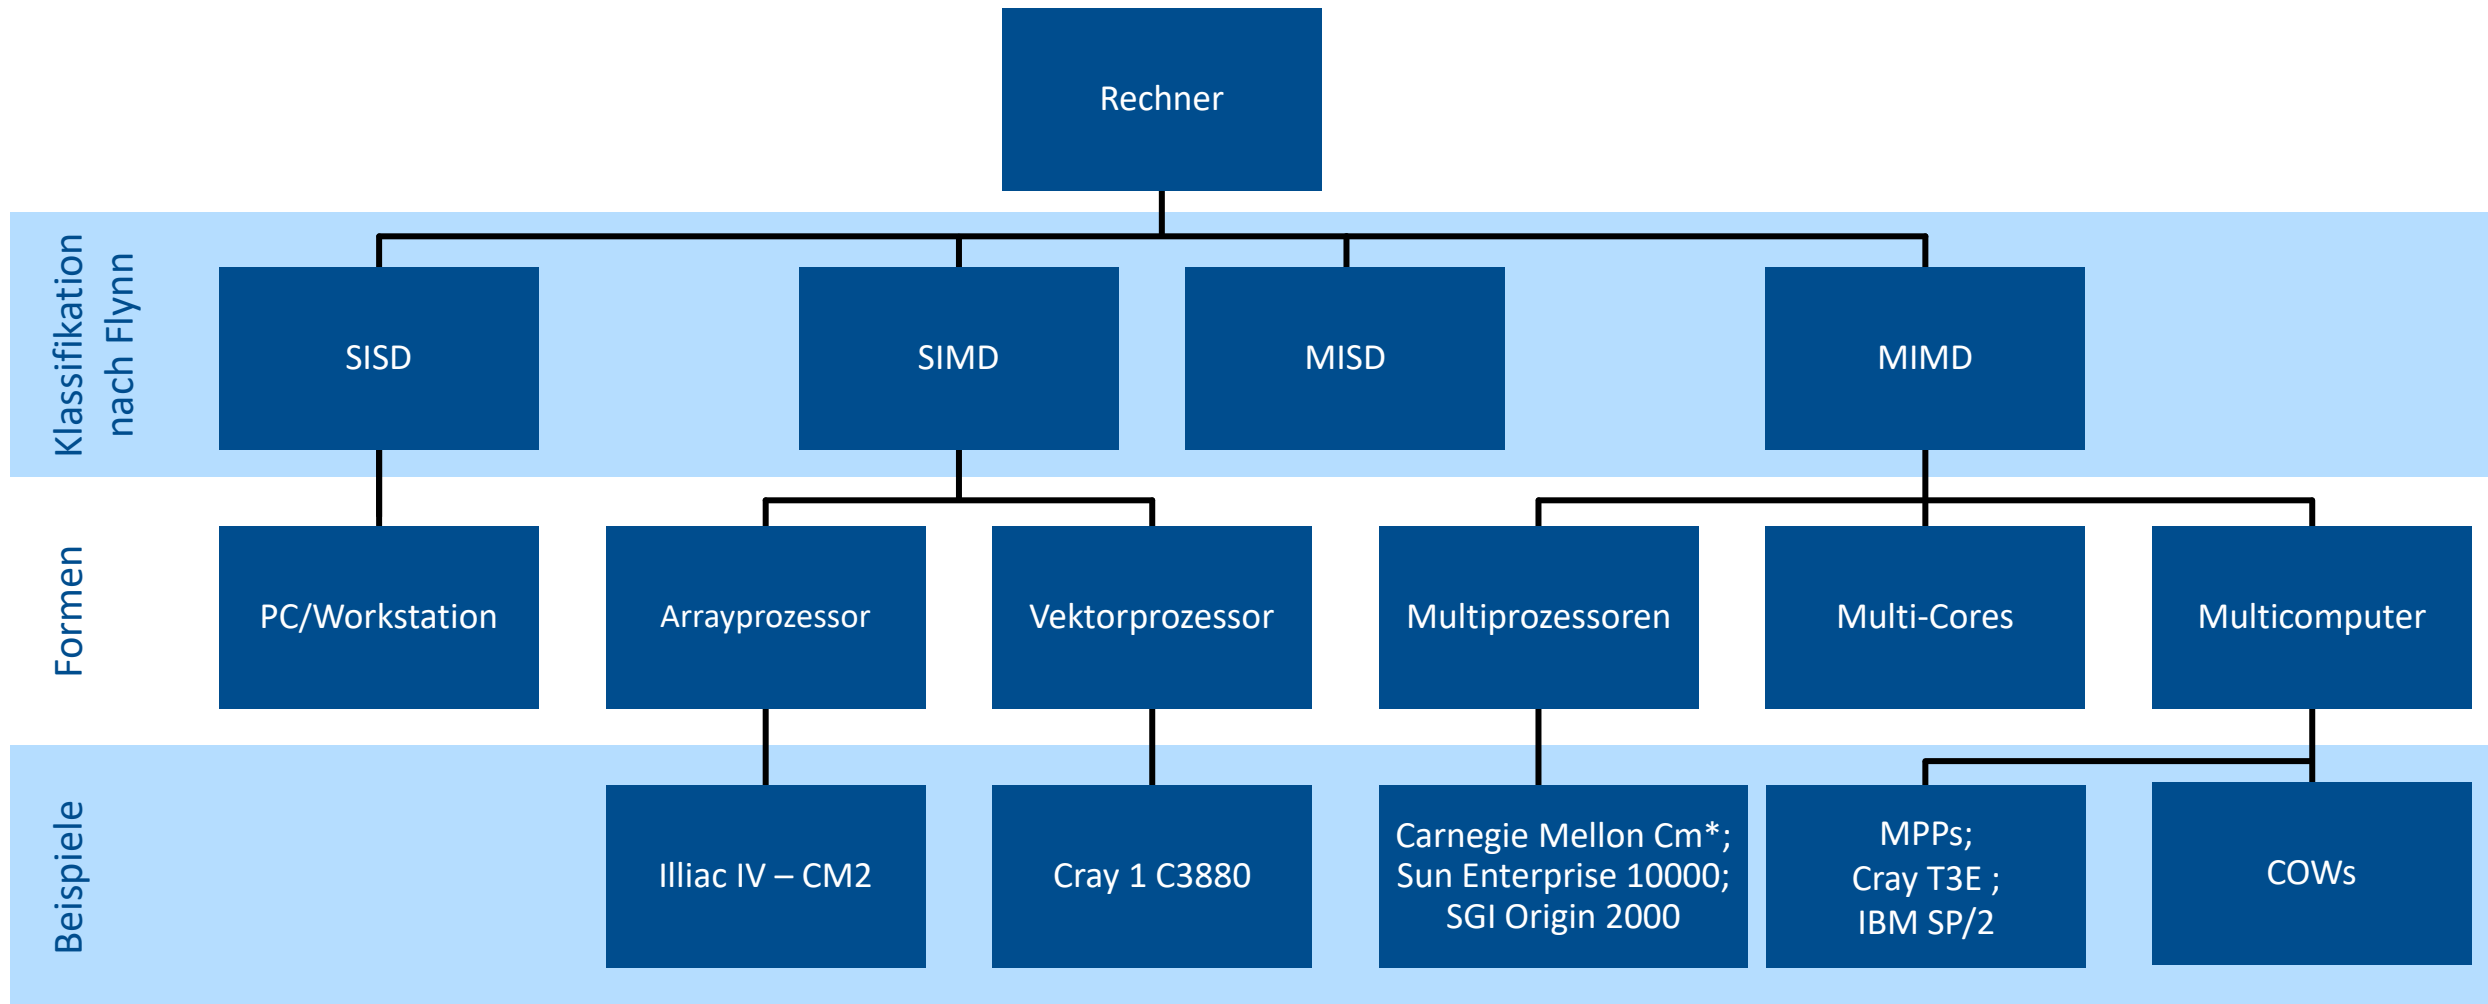 Rechner
Klassifikation
nach Flynn
SISD
SIMD
MISD
MIMD
Formen
PC/Workstation
Arrayprozessor
Vektorprozessor
Multiprozessoren
Multi-Cores
Multicomputer
Beispiele
Illiac IV – CM2
Cray 1 C3880
Carnegie Mellon Cm*;
Sun Enterprise 10000;
SGI Origin 2000
MPPs;
Cray T3E ;
IBM SP/2
COWs